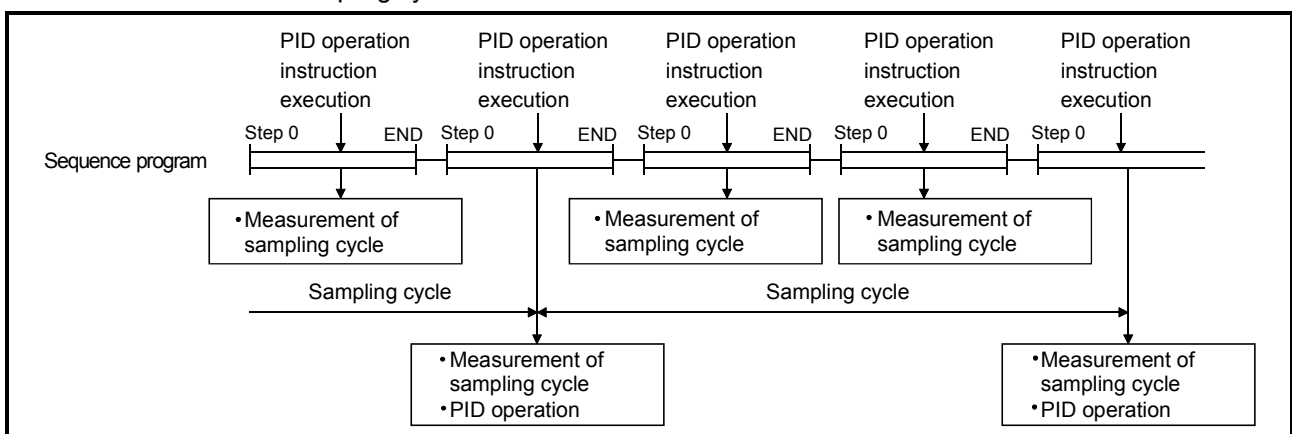 PID operation
instruction
execution
PID operation
instruction
execution
PID operation
instruction
execution
PID operation
instruction
execution
PID operation
instruction
execution
Step 0
END
Step 0
END
Step 0
END
Step 0
END
Step 0
Sequence program
• Measurement of
sampling cycle
• Measurement of
sampling cycle
• Measurement of
sampling cycle
Sampling cycle
Sampling cycle
• Measurement of
sampling cycle
• PID operation
• Measurement of
sampling cycle
• PID operation